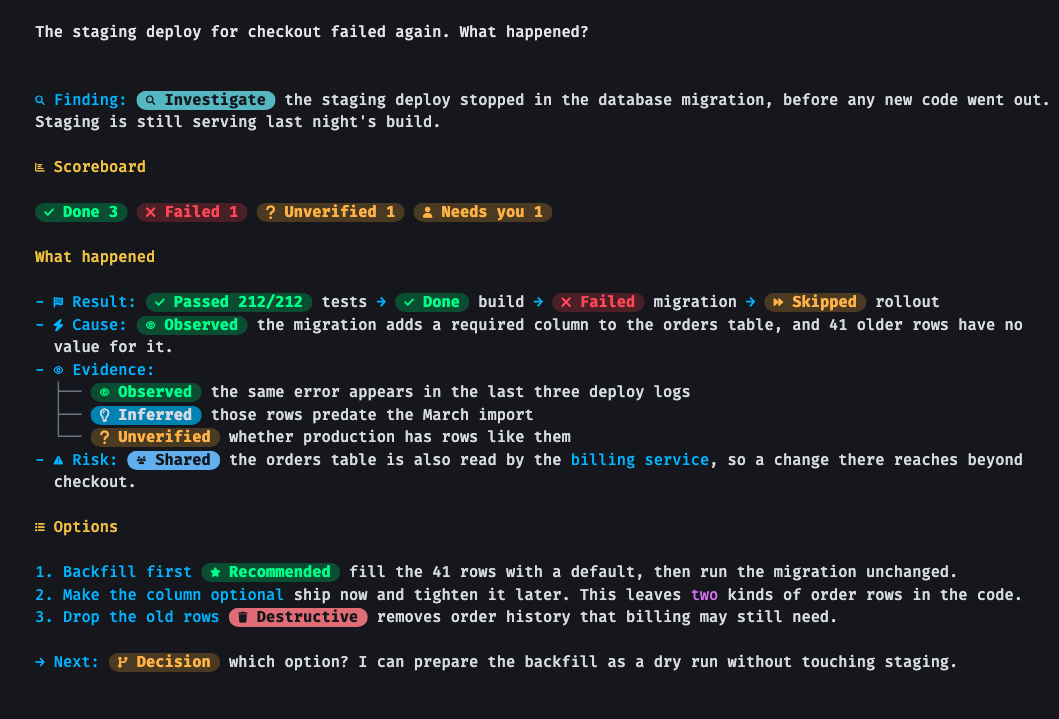 The staging deploy for checkout failed again. What happened?
Finding: Investigate the staging deploy stopped in the database migration, before any new code went out.
Staging is still serving last night's build.
Scoreboard
✓ Done 3 ✕ Failed 1 ? Unverified 1 Needs you 1
What happened
- Result: ✓ Passed 212/212 tests → ✓ Done build → ✕ Failed migration → Skipped rollout
- Cause: Observed the migration adds a required column to the orders table, and 41 older rows have no
value for it.
- Evidence:
├── Observed the same error appears in the last three deploy logs
├── Inferred those rows predate the March import
└── ? Unverified whether production has rows like them
- Risk: Shared the orders table is also read by the billing service, so a change there reaches beyond
checkout.
Options
1. Backfill first ★ Recommended fill the 41 rows with a default, then run the migration unchanged.
2. Make the column optional ship now and tighten it later. This leaves two kinds of order rows in the code.
3. Drop the old rows Destructive removes order history that billing may still need.
→ Next: Decision which option? I can prepare the backfill as a dry run without touching staging.